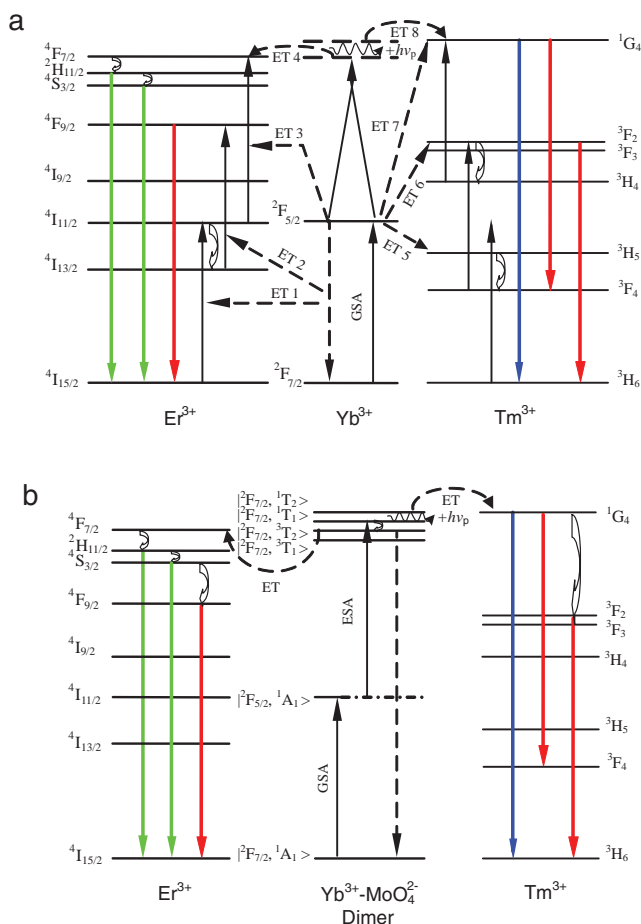 a
ET 8
⁴F₇/₂
²H₁₁/₂
⁴S₃/₂
ET 4
+hνₚ
¹G₄
⁴F₉/₂
ET 3
ET 7
³F₂
³F₃
⁴I₉/₂
ET 6
³H₄
⁴I₁₁/₂
²F₅/₂
ET 5
³H₅
⁴I₁₃/₂
ET 2
ET 1
GSA
³F₄
⁴I₁₅/₂
²F₇/₂
³H₆
Er³⁺
Yb³⁺
Tm³⁺
b
|²F₇/₂, ¹T₂>
|²F₇/₂, ¹T₁>
|²F₇/₂, ³T₂>
|²F₇/₂, ³T₁>
ET
+hνₚ
¹G₄
⁴F₇/₂
²H₁₁/₂
⁴S₃/₂
ET
ESA
⁴F₉/₂
³F₂
³F₃
⁴I₉/₂
³H₄
⁴I₁₁/₂
|²F₅/₂, ¹A₁>
³H₅
⁴I₁₃/₂
GSA
³F₄
⁴I₁₅/₂
|²F₇/₂, ¹A₁>
³H₆
Er³⁺
Yb³⁺-MoO₄²⁻
Dimer
Tm³⁺